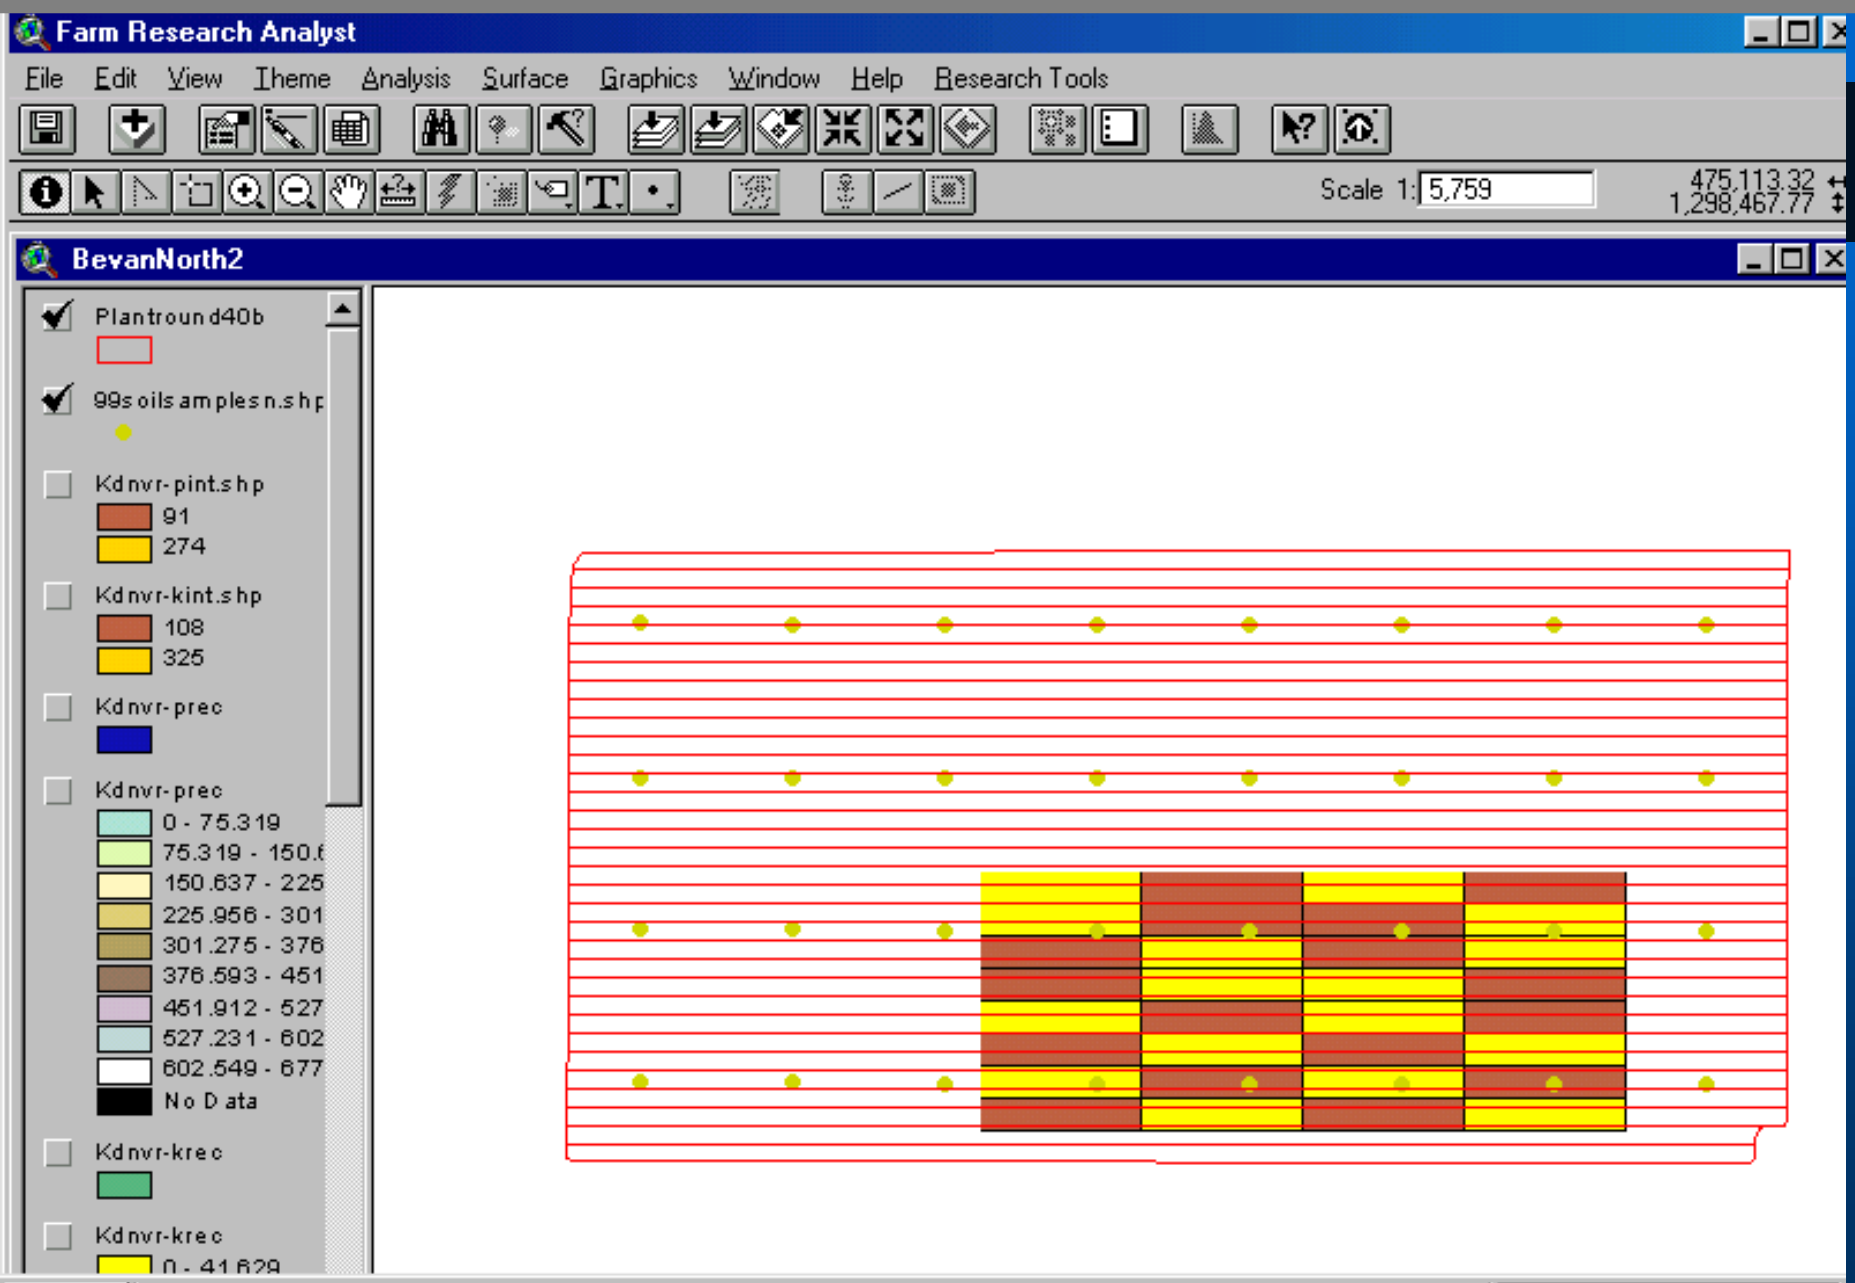 Farm Research Analyst
File Edit View Theme Analysis Surface Graphics Window Help Research Tools
Scale 1: 5,759
475,113.32
1,298,467.77
BevanNorth2
Plantround40b
99soilsamplesn.shp
Kdnvr-pint.shp
91
274
Kdnvr-kint.shp
108
325
Kdnvr-prec
Kdnvr-prec
0 - 75.319
75.319 - 150.6
150.637 - 225
225.956 - 301
301.275 - 376
376.593 - 451
451.912 - 527
527.231 - 602
602.549 - 677
No Data
Kdnvr-krec
Kdnvr-krec
0 - 41.629